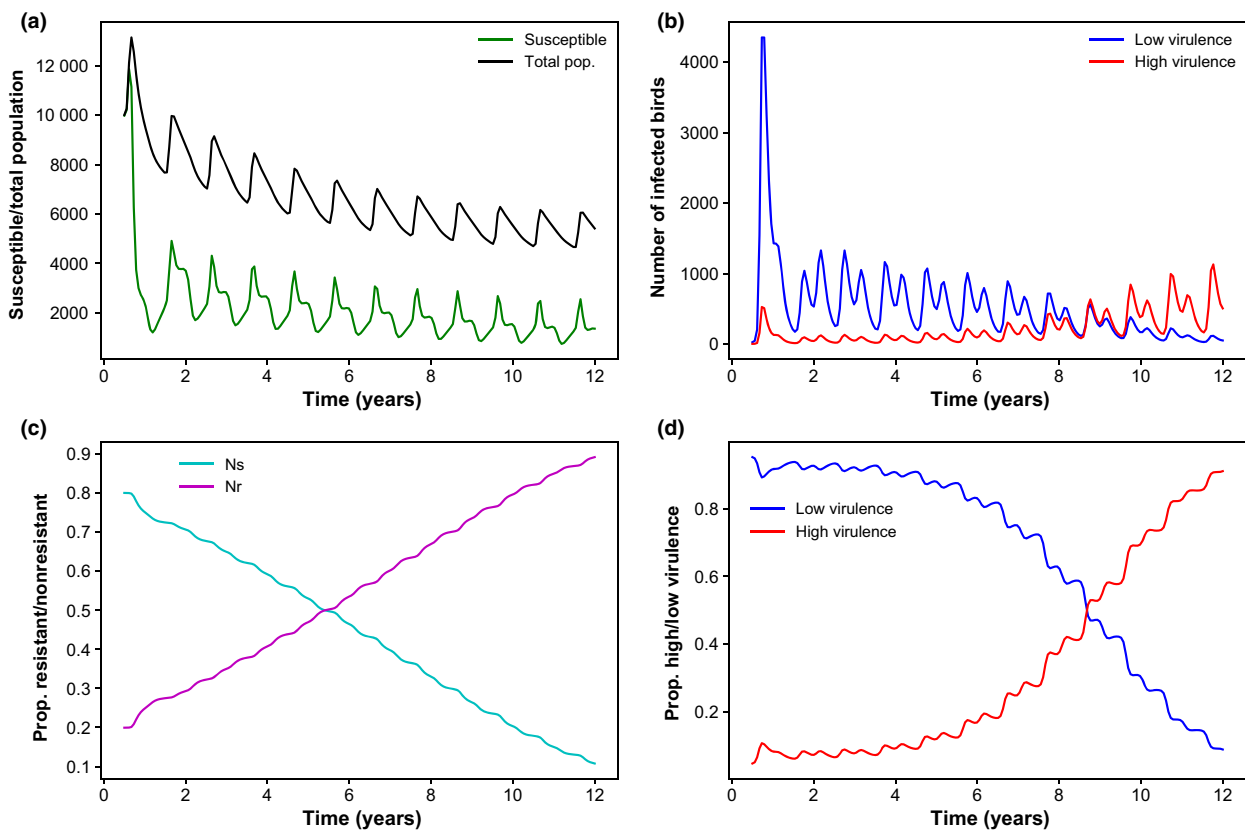 (a)
Susceptible
Total pop.
12 000
10 000
8000
6000
4000
2000
Susceptible/total population
0 2 4 6 8 10 12
Time (years)
(b)
Low virulence
High virulence
4000
3000
2000
1000
0
Number of infected birds
0 2 4 6 8 10 12
Time (years)
(c)
Ns
Nr
0.9
0.8
0.7
0.6
0.5
0.4
0.3
0.2
0.1
Prop. resistant/nonresistant
0 2 4 6 8 10 12
Time (years)
(d)
Low virulence
High virulence
0.8
0.6
0.4
0.2
Prop. high/low virulence
0 2 4 6 8 10 12
Time (years)